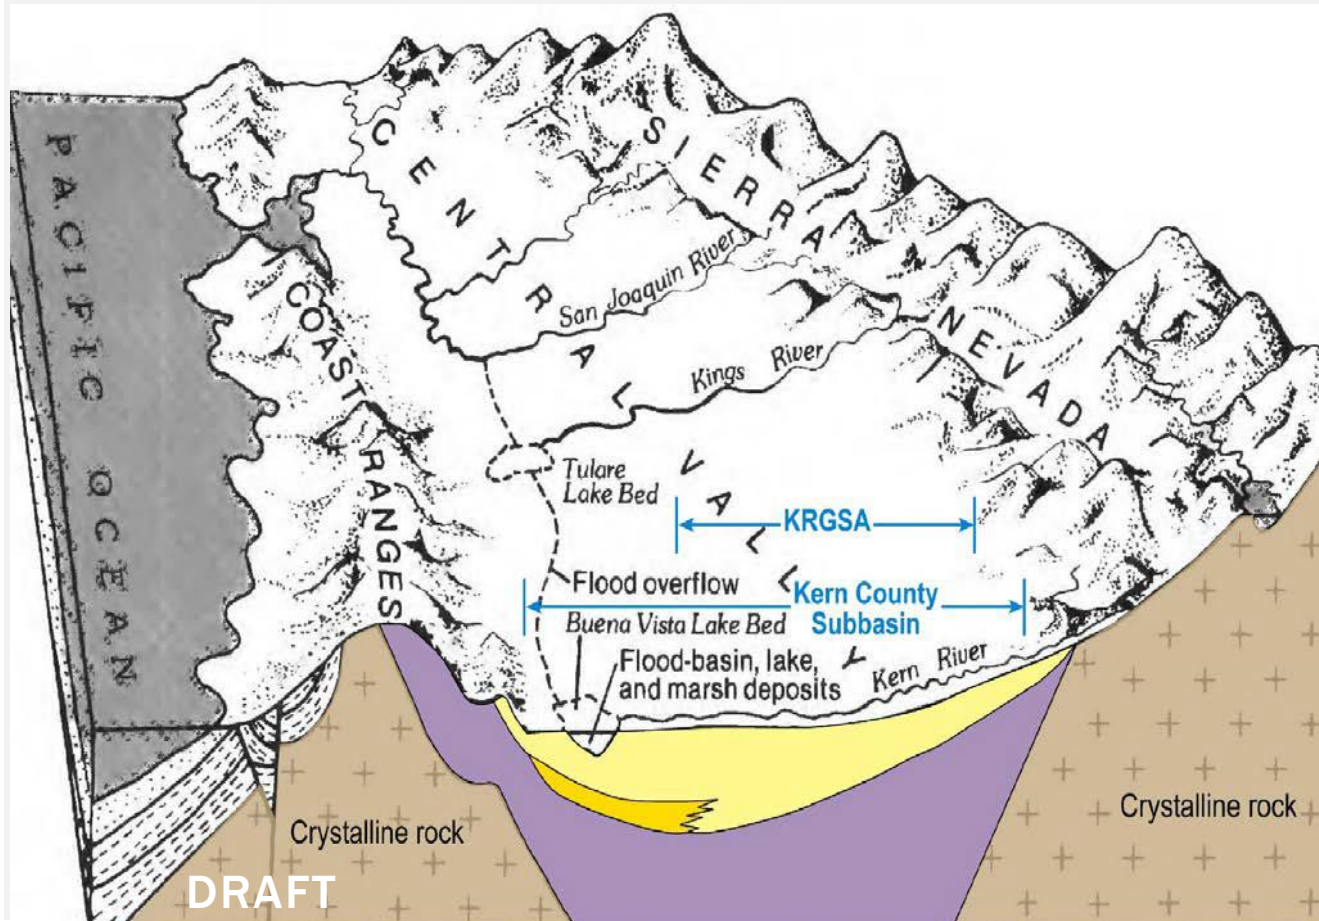 PACIFIC OCEAN
COAST RANGES
CENTRAL VALLEY
SIERRA NEVADA
San Joaquin River
Kings River
Tulare
Lake Bed
KRGSA
Flood overflow
Kern County
Subbasin
Buena Vista Lake Bed
Flood-basin, lake,
and marsh deposits
Kern River
Crystalline rock
Crystalline rock
DRAFT